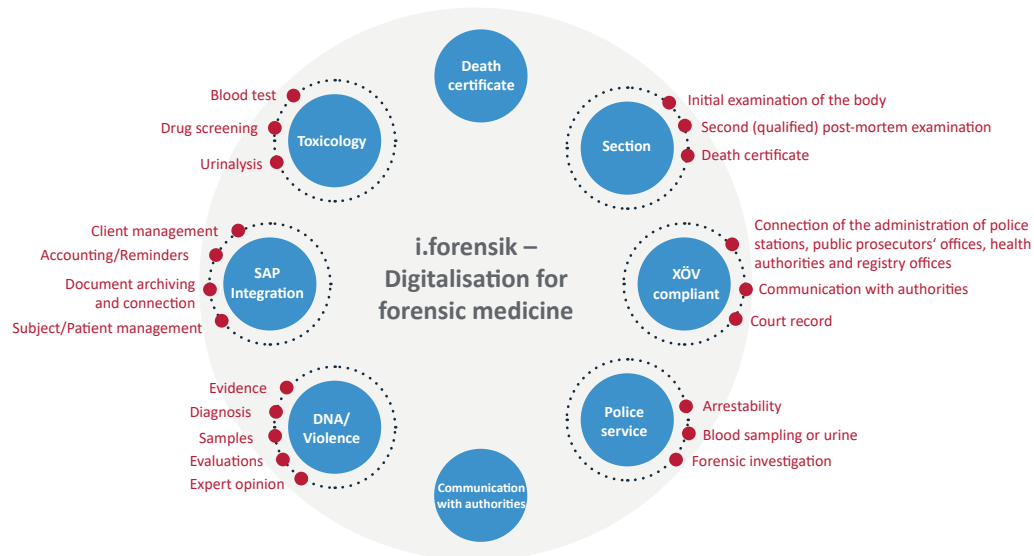 Death
certificate
Blood test
Drug screening
Urinalysis
Toxicology
Section
Initial examination of the body
Second (qualified) post-mortem examination
Death certificate
Client management
Accounting/Reminders
Document archiving
and connection
Subject/Patient management
SAP
Integration
i.forensik –
Digitalisation for
forensic medicine
XÖV
compliant
Connection of the administration of police
stations, public prosecutors‘ offices, health
authorities and registry offices
Communication with authorities
Court record
Evidence
Diagnosis
Samples
Evaluations
Expert opinion
DNA/
Violence
Police
service
Arrestability
Blood sampling or urine
Forensic investigation
Communication
with authorities